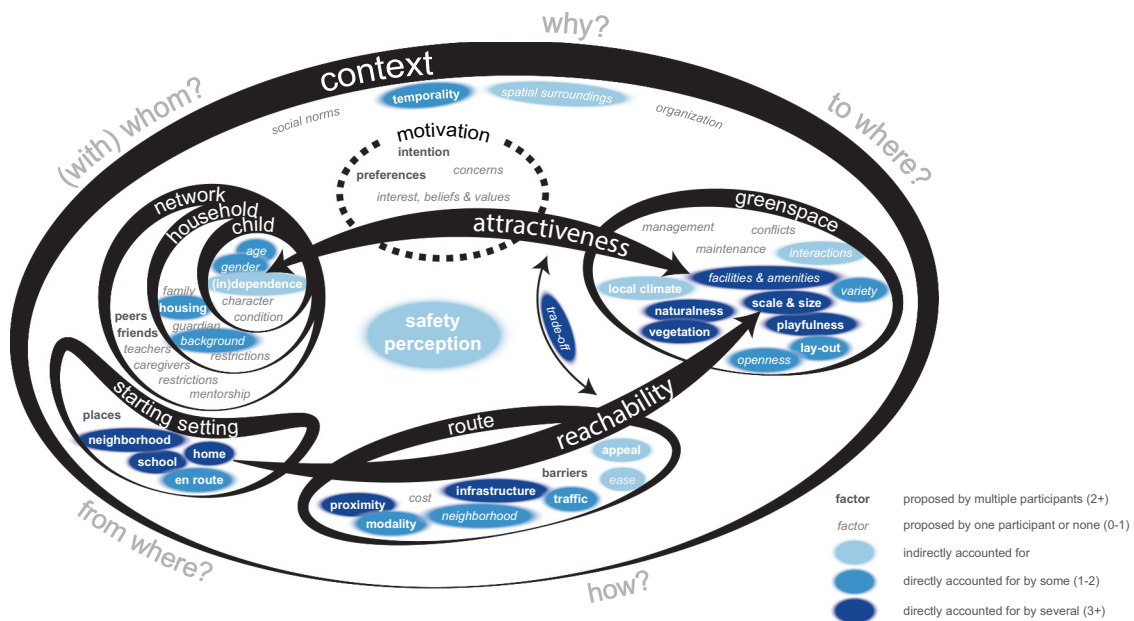 why?
context
(with) whom?
to where?
temporality
spatial surroundings
social norms
organization
motivation
intention
concerns
preferences
interest, beliefs & values
network
household
child
age
gender
(in)dependence
family
character
housing
condition
peers
guardian
friends
background
teachers
restrictions
caregivers
restrictions
mentorship
attractiveness
safety
perception
trade-off
greenspace
management
conflicts
maintenance
interactions
facilities & amenities
local climate
variety
scale & size
naturalness
playfulness
vegetation
lay-out
openness
starting setting
places
neighborhood
home
school
en route
route
reachability
appeal
barriers
ease
infrastructure
cost
proximity
traffic
modality
neighborhood
from where?
how?
factor proposed by multiple participants (2+)
factor proposed by one participant or none (0-1)
indirectly accounted for
directly accounted for by some (1-2)
directly accounted for by several (3+)